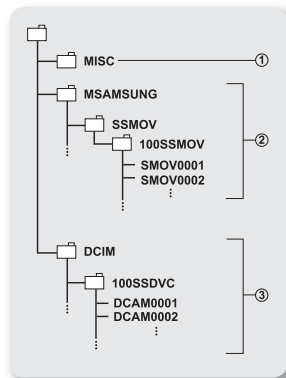 MISC ①
MSAMSUNG
SSMOV
②
100SSMOV
SMOV0001
SMOV0002
DCIM
100SSDVC
③
DCAM0001
DCAM0002